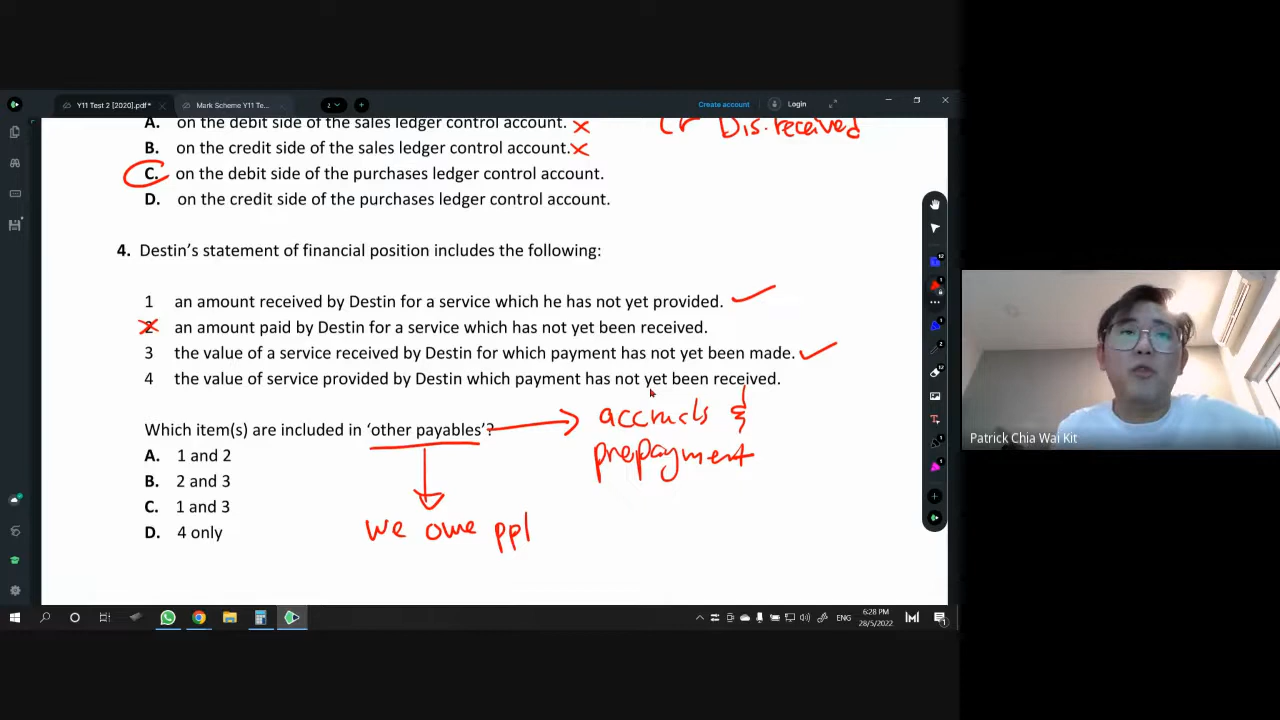 Y11 Test 2 [2020].pdf*
Mark Scheme Y11 Te...
2
Create account
Login
A. on the debit side of the sales ledger control account. x
Cr Dis. received
B. on the credit side of the sales ledger control account. x
C. on the debit side of the purchases ledger control account.
D. on the credit side of the purchases ledger control account.
4. Destin's statement of financial position includes the following:
1 an amount received by Destin for a service which he has not yet provided.
2 an amount paid by Destin for a service which has not yet been received.
3 the value of a service received by Destin for which payment has not yet been made.
4 the value of service provided by Destin which payment has not yet been received.
accruals &
prepayment
Which item(s) are included in 'other payables'?
A. 1 and 2
B. 2 and 3
C. 1 and 3
D. 4 only
we owe ppl
Patrick Chia Wai Kit
ENG
6:28 PM
28/5/2022